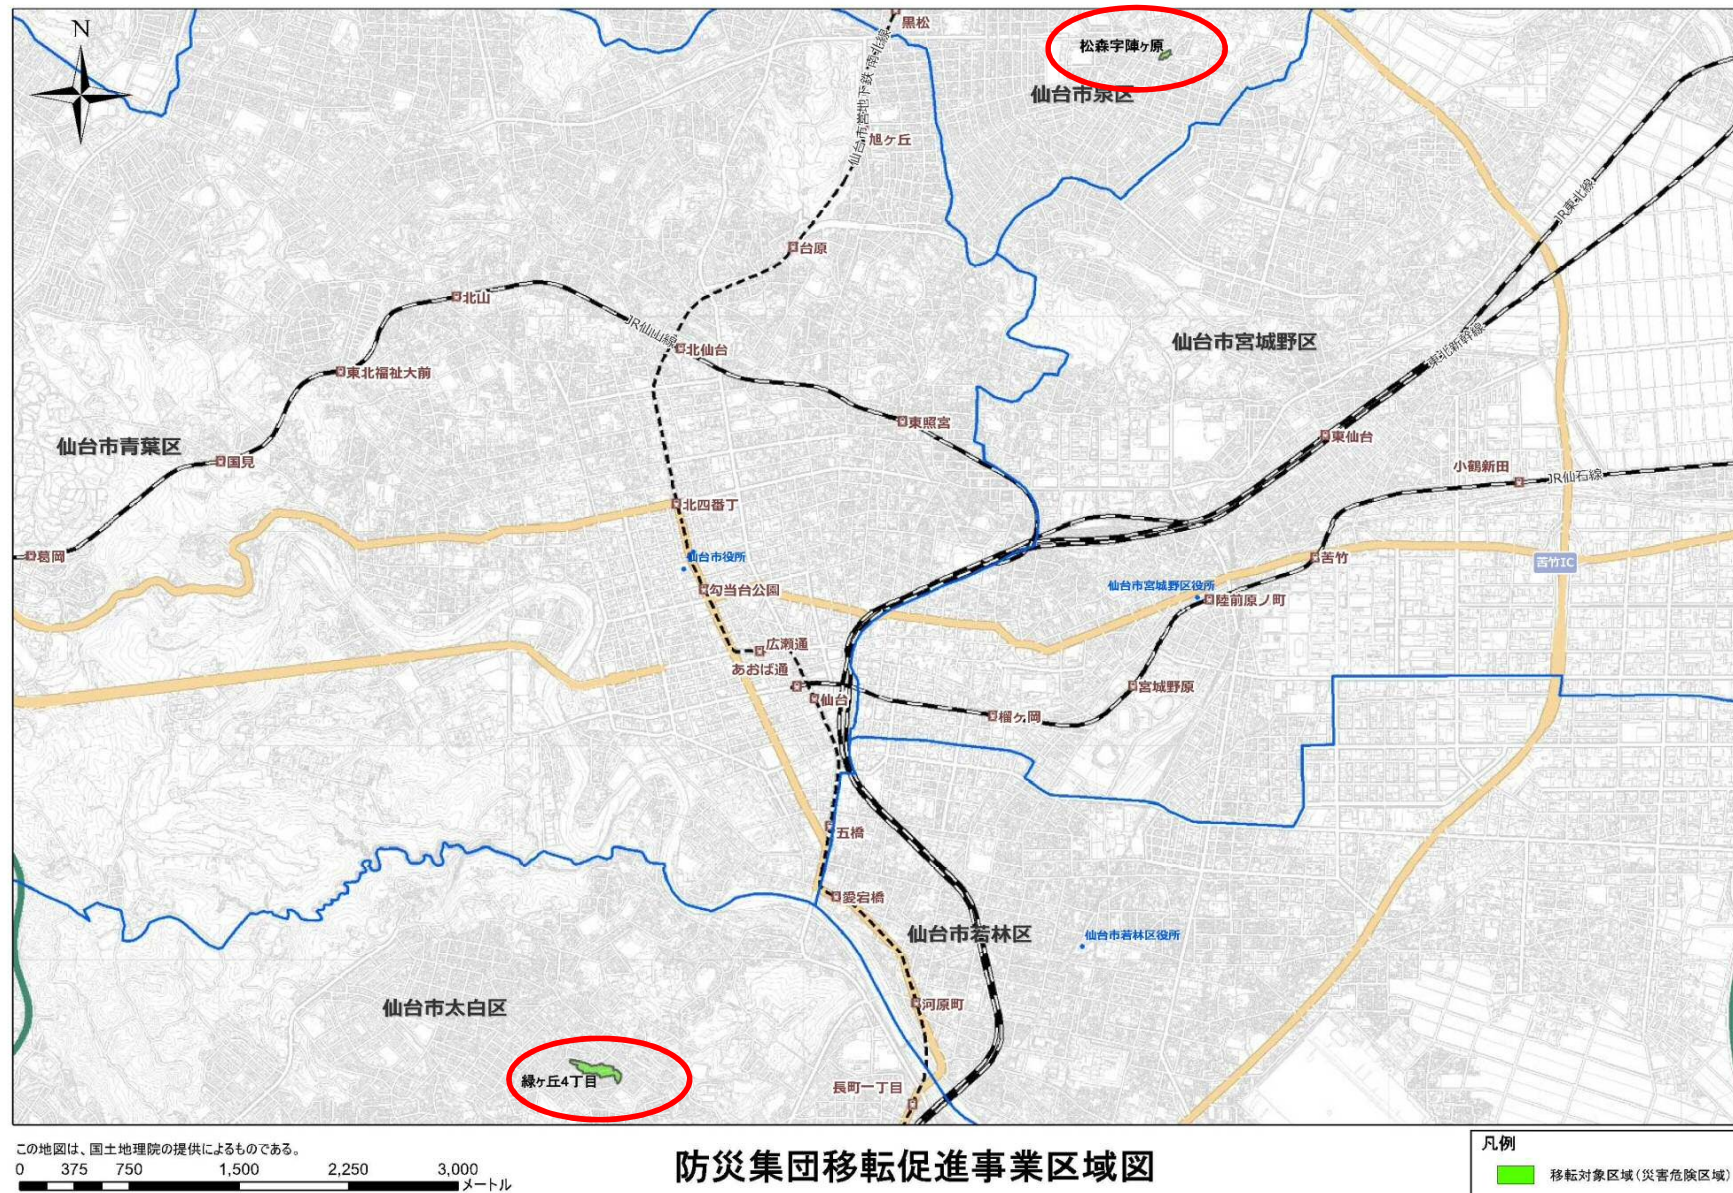 N
黒松
松森字陣ヶ原
仙台市泉区
仙台市営地下鉄 南北線
旭ヶ丘
台原
JR東北線
北山
JR仙山線
北仙台
仙台市宮城野区
東北新幹線
東北福祉大前
東照宮
東仙台
仙台市青葉区
国見
小鶴新田
JR仙石線
北四番丁
葛岡
仙台市役所
苦竹
苦竹IC
勾当台公園
仙台市宮城野区役所
陸前原ノ町
広瀬通
あおば通
仙台
宮城野原
榴ヶ岡
五橋
愛宕橋
仙台市若林区
仙台市若林区役所
仙台市太白区
河原町
緑ヶ丘4丁目
長町一丁目
この地図は、国土地理院の提供によるものである。
0 375 750 1,500 2,250 3,000
メートル
防災集団移転促進事業区域図
凡例
移転対象区域(災害危険区域)